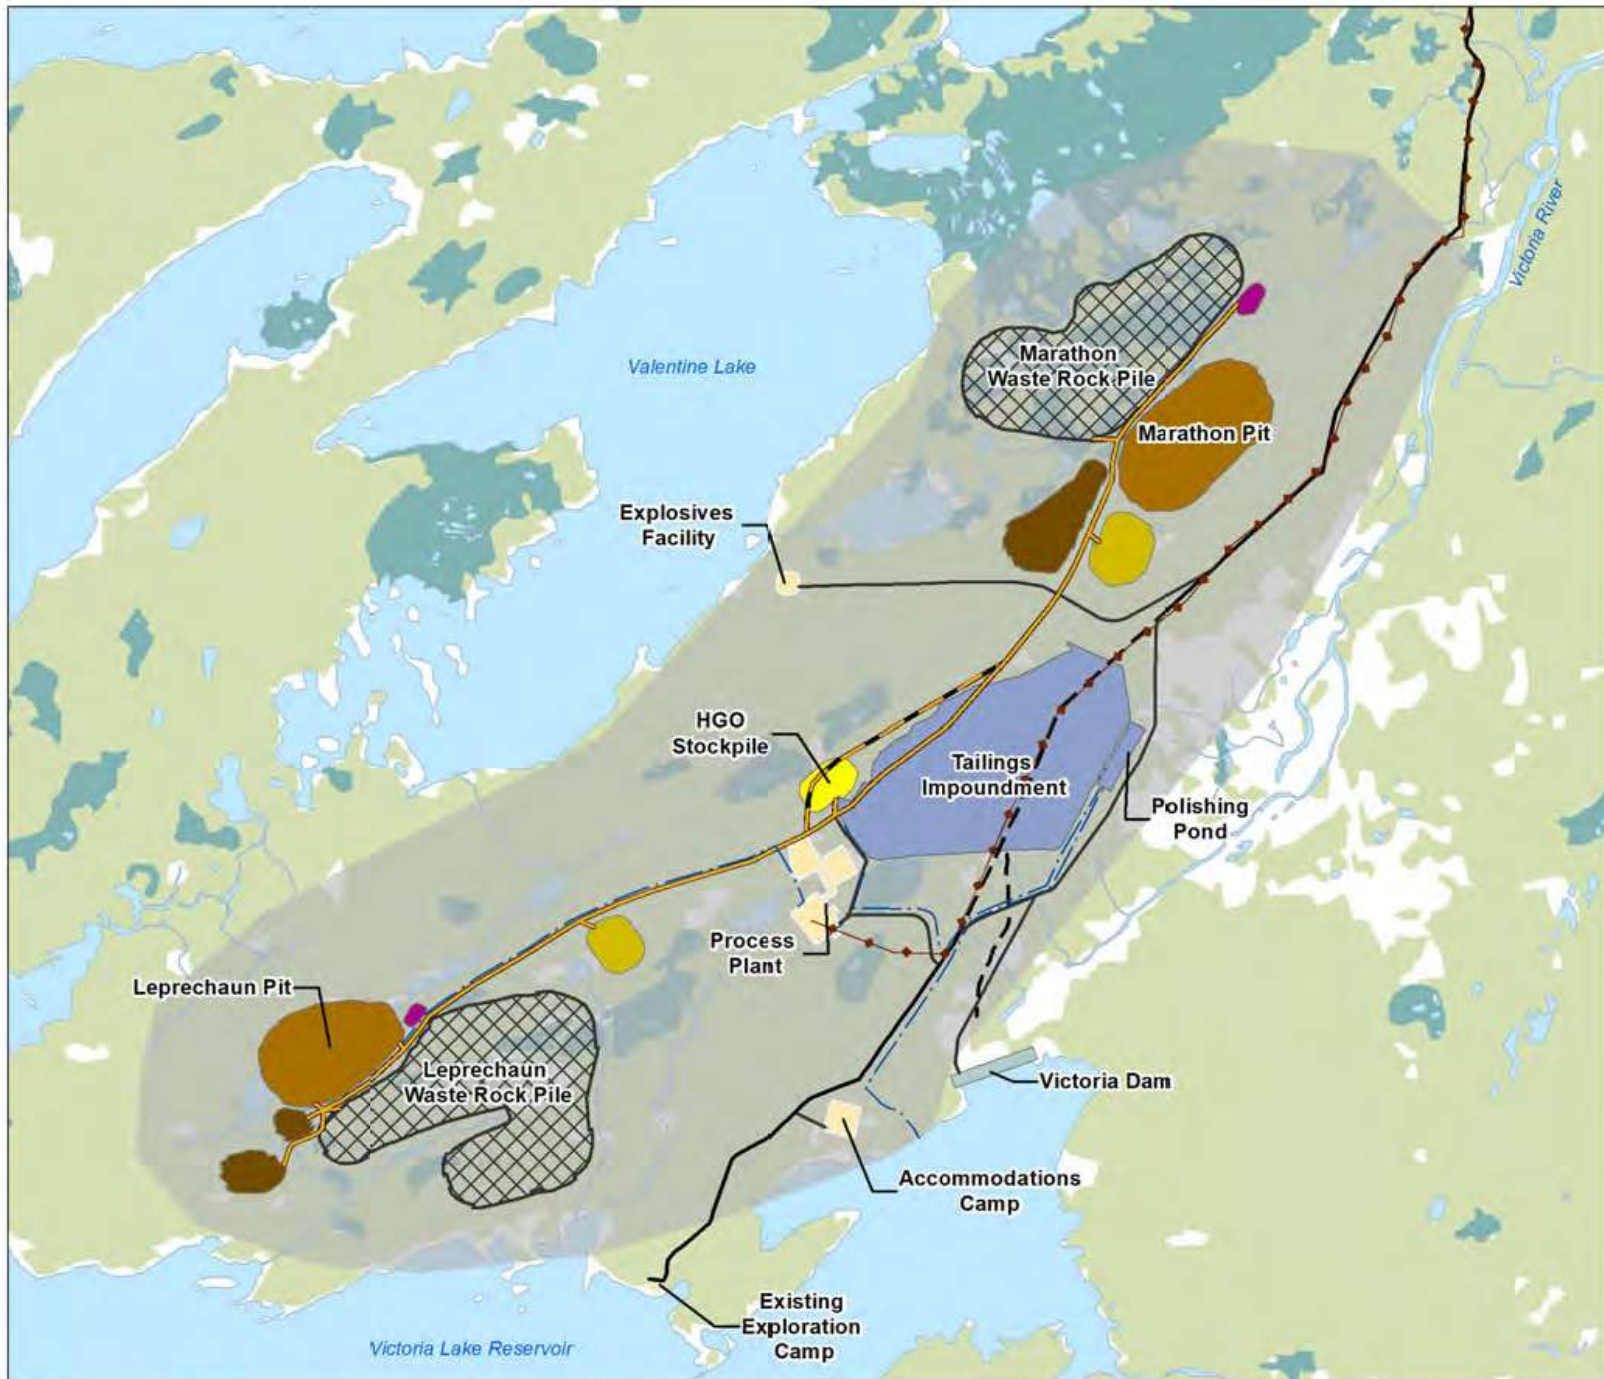 Victoria River
Valentine Lake
Marathon
Waste Rock Pile
Marathon Pit
Explosives
Facility
HGO
Stockpile
Tailings
Impoundment
Polishing
Pond
Process
Plant
Leprechaun Pit
Leprechaun
Waste Rock Pile
Victoria Dam
Accommodations
Camp
Existing
Exploration
Camp
Victoria Lake Reservoir